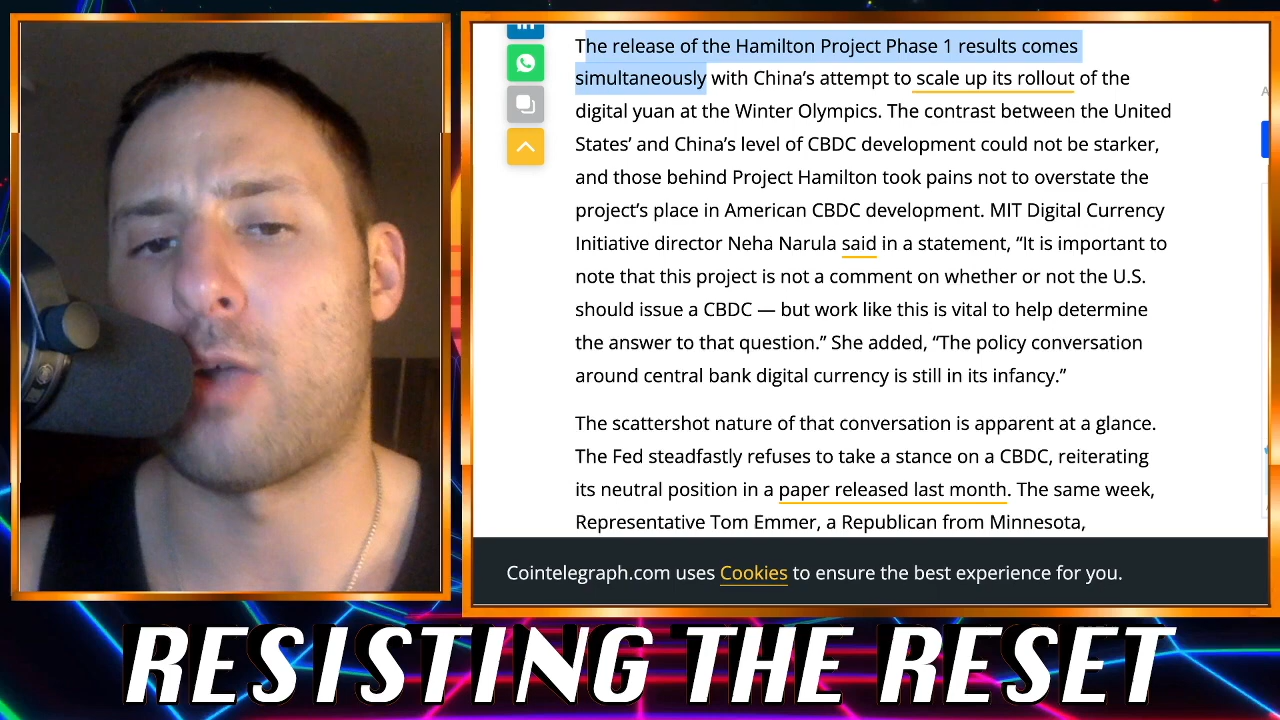 The release of the Hamilton Project Phase 1 results comes
simultaneously with China’s attempt to scale up its rollout of the
digital yuan at the Winter Olympics. The contrast between the United
States’ and China’s level of CBDC development could not be starker,
and those behind Project Hamilton took pains not to overstate the
project’s place in American CBDC development. MIT Digital Currency
Initiative director Neha Narula said in a statement, “It is important to
note that this project is not a comment on whether or not the U.S.
should issue a CBDC — but work like this is vital to help determine
the answer to that question.” She added, “The policy conversation
around central bank digital currency is still in its infancy.”
The scattershot nature of that conversation is apparent at a glance.
The Fed steadfastly refuses to take a stance on a CBDC, reiterating
its neutral position in a paper released last month. The same week,
Representative Tom Emmer, a Republican from Minnesota,
Cointelegraph.com uses Cookies to ensure the best experience for you.
RESISTING THE RESET